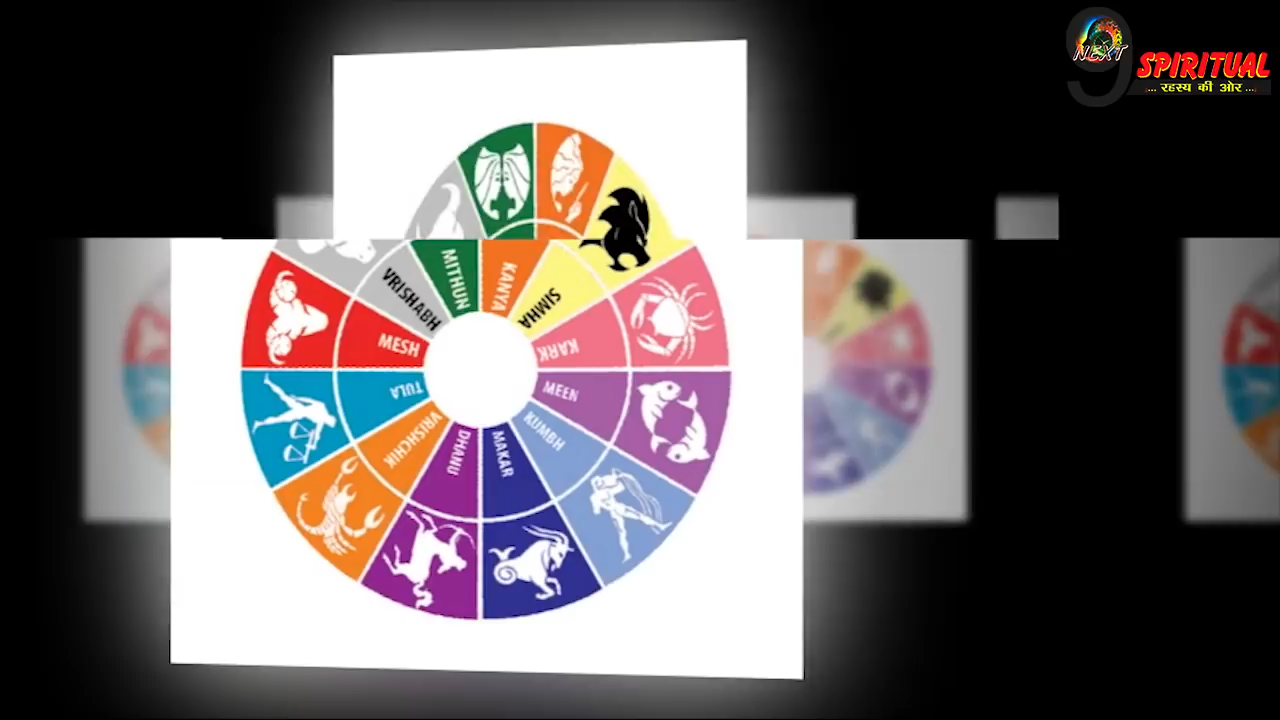 NEXT
9
SPIRITUAL
... रहस्य की ओर ...
MITHUN
KANYA
VRISHABH
SIMHA
MESH
KARK
TULA
MEEN
VRISHCHIK
KUMBH
DHANU
MAKAR